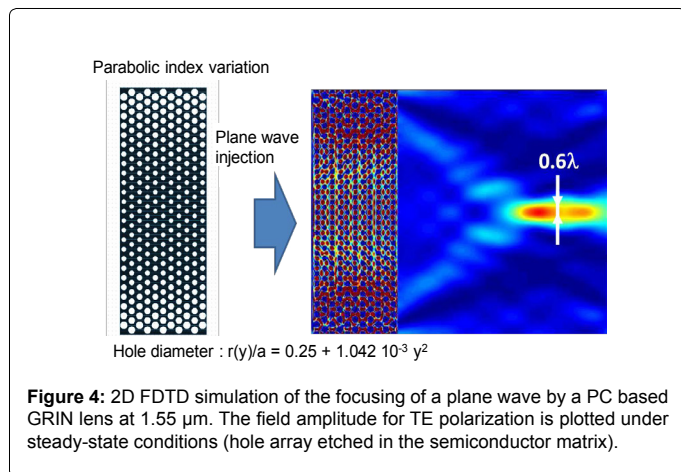 Parabolic index variation
Plane wave
injection
0.6λ
Hole diameter : r(y)/a = 0.25 + 1.042 10⁻³ y²
Figure 4: 2D FDTD simulation of the focusing of a plane wave by a PC based
GRIN lens at 1.55 µm. The field amplitude for TE polarization is plotted under
steady-state conditions (hole array etched in the semiconductor matrix).